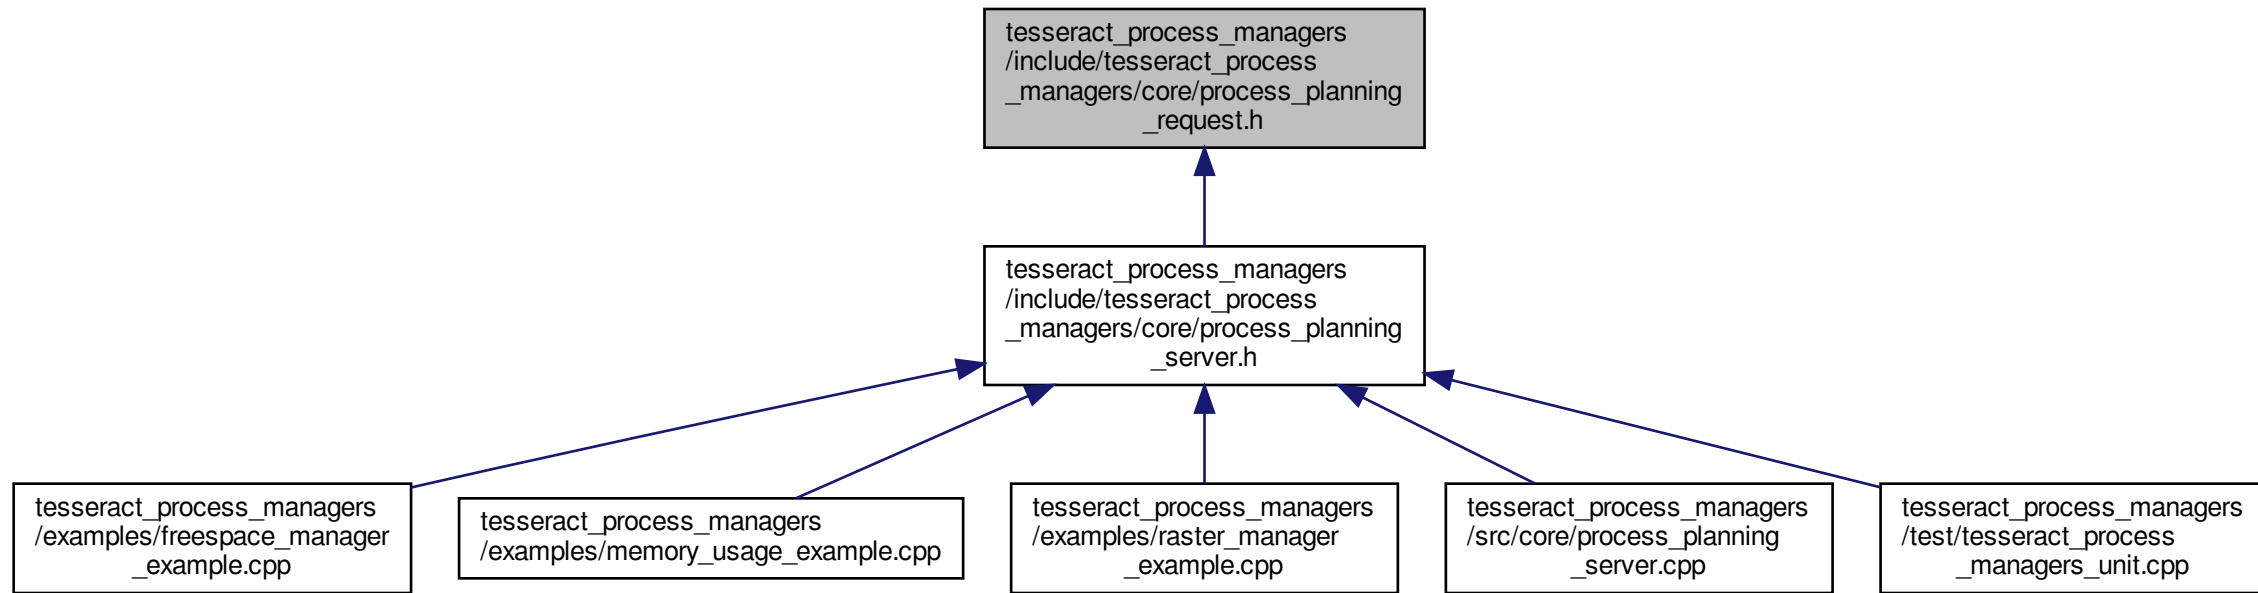 tesseract_process_managers
/include/tesseract_process
_managers/core/process_planning
_request.h
tesseract_process_managers
/include/tesseract_process
_managers/core/process_planning
_server.h
tesseract_process_managers
/examples/freespace_manager
_example.cpp
tesseract_process_managers
/examples/memory_usage_example.cpp
tesseract_process_managers
/examples/raster_manager
_example.cpp
tesseract_process_managers
/src/core/process_planning
_server.cpp
tesseract_process_managers
/test/tesseract_process
_managers_unit.cpp